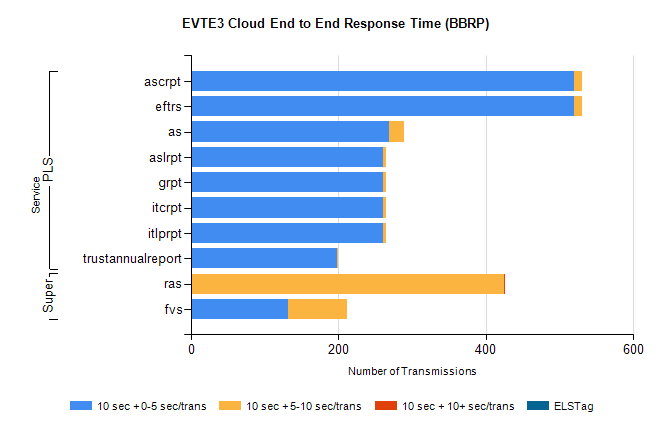 EVTE3 Cloud End to End Response Time (BBRP)
ascrpt
eftrs
as
aslrpt
grpt
itcrpt
itlprpt
trustannualreport
ras
fvs
Service
PLS
Super
0 200 400 600
Number of Transmissions
10 sec +0-5 sec/trans 10 sec +5-10 sec/trans 10 sec + 10+ sec/trans ELSTag